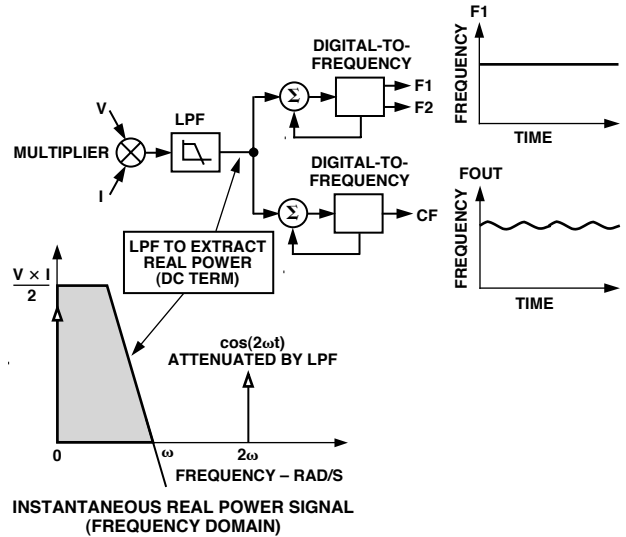 F1
DIGITAL-TO-
FREQUENCY
V
LPF
Σ
F1
F2
FREQUENCY
TIME
MULTIPLIER
I
DIGITAL-TO-
FREQUENCY
Σ
CF
FOUT
FREQUENCY
TIME
LPF TO EXTRACT
REAL POWER
(DC TERM)
V × I
2
cos(2ωt)
ATTENUATED BY LPF
0
ω
2ω
FREQUENCY – RAD/S
INSTANTANEOUS REAL POWER SIGNAL
(FREQUENCY DOMAIN)